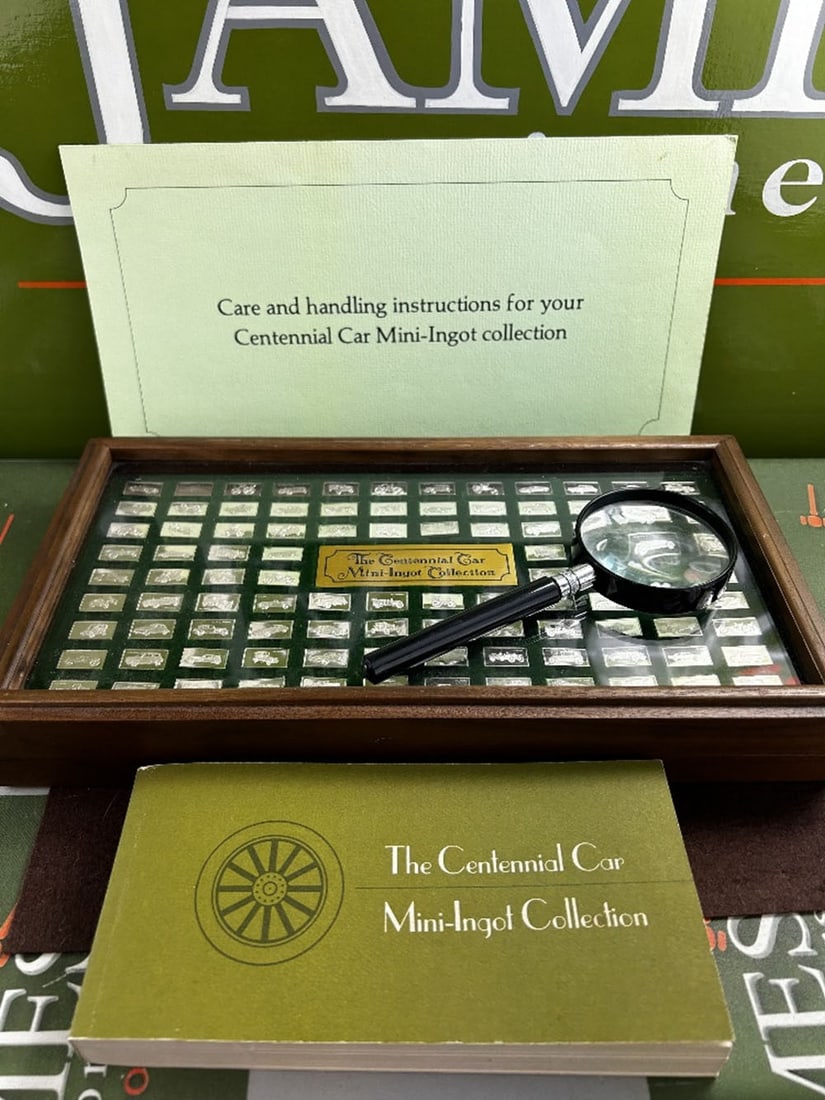 JAMES
Care and handling instructions for your
Centennial Car Mini-Ingot collection
The Centennial Car
Mini-Ingot Collection
The Centennial Car
Mini-Ingot Collection